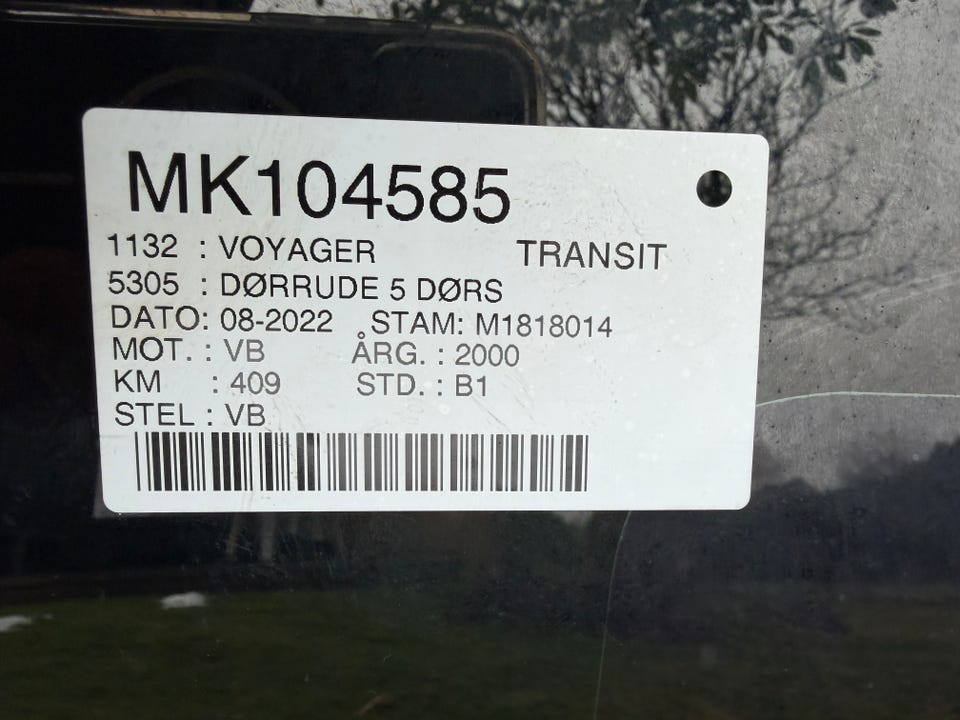 MK104585
1132 : VOYAGER TRANSIT
5305 : DØRRUDE 5 DØRS
DATO: 08-2022 STAM: M1818014
MOT. : VB ÅRG. : 2000
KM : 409 STD. : B1
STEL : VB